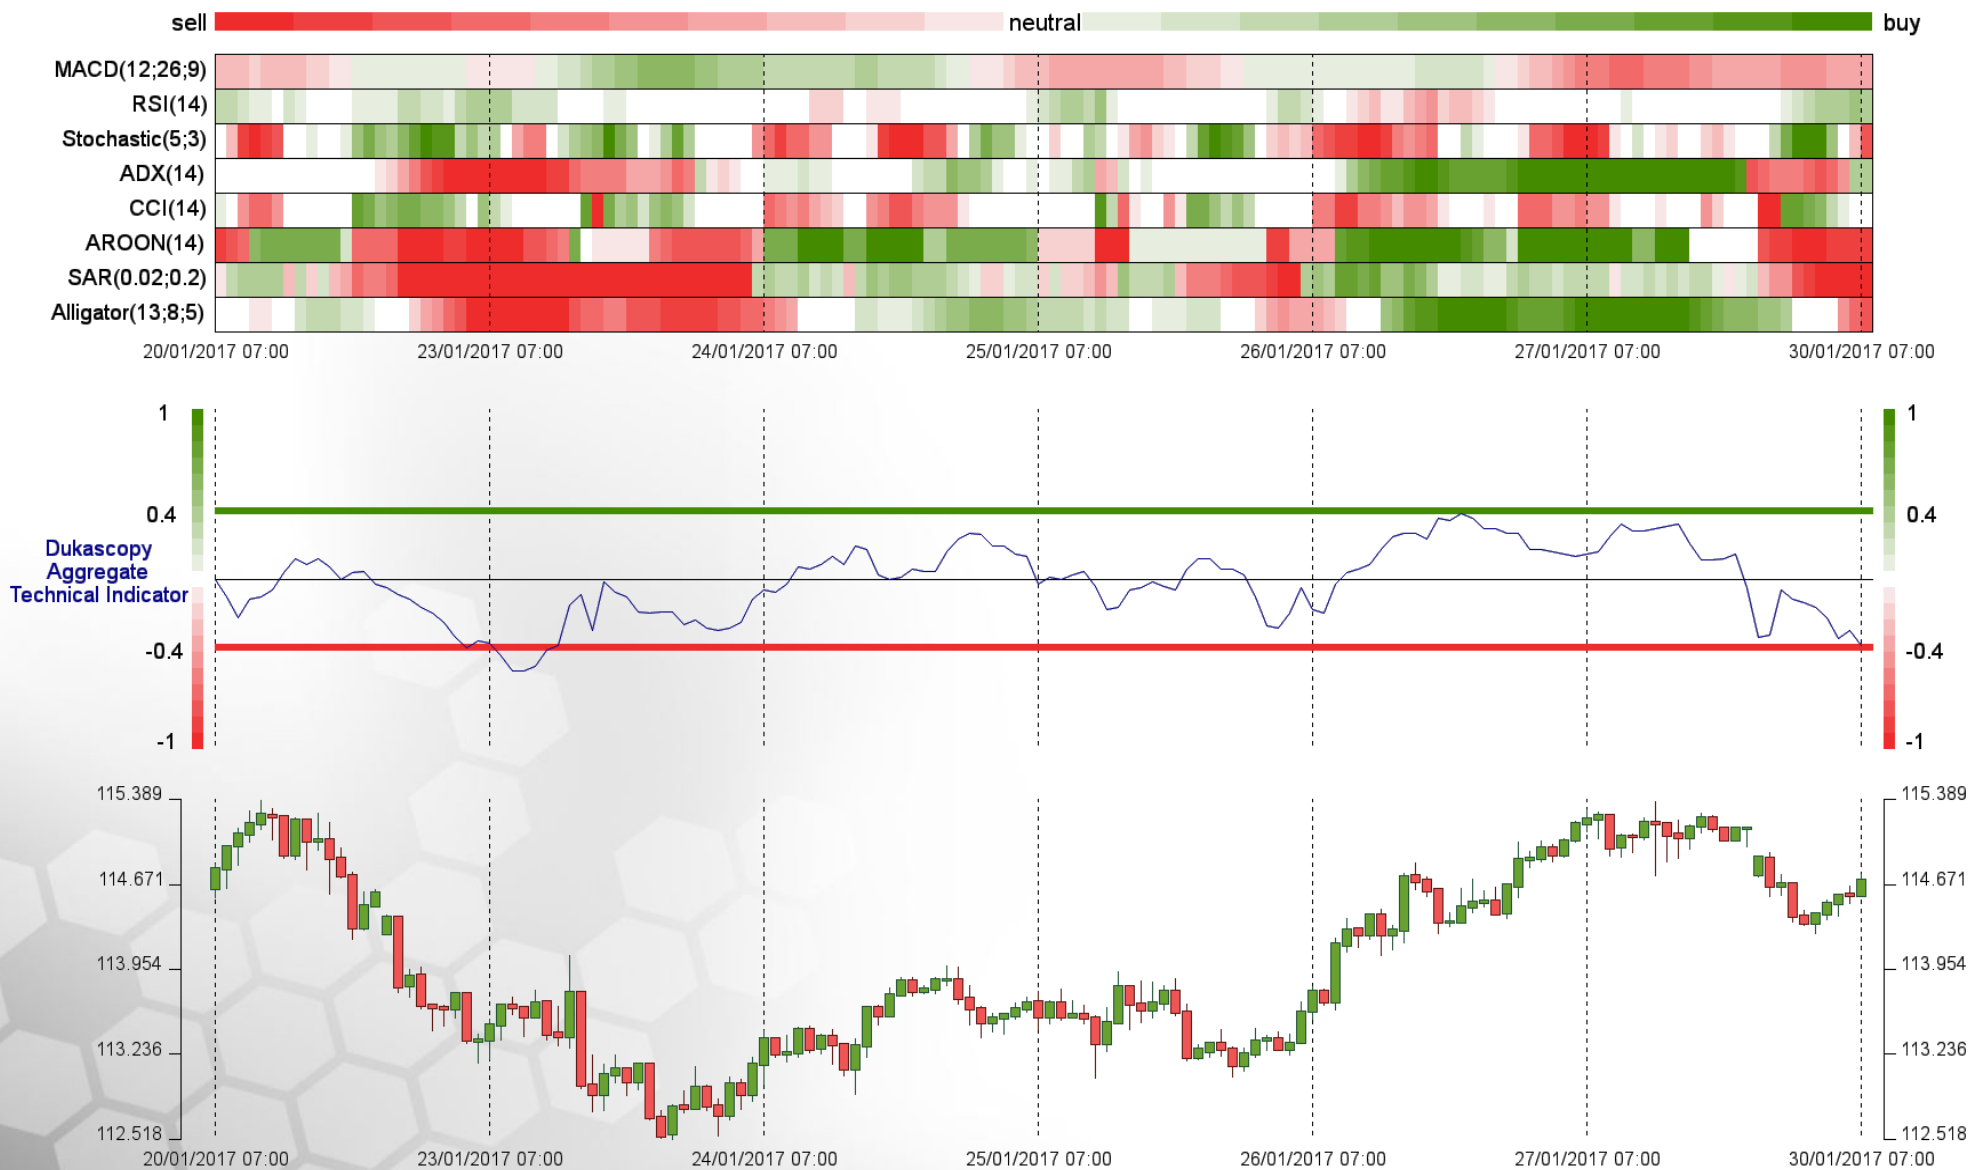 sell neutral buy
MACD(12;26;9)
RSI(14)
Stochastic(5;3)
ADX(14)
CCI(14)
AROON(14)
SAR(0.02;0.2)
Alligator(13;8;5)
20/01/2017 07:00 23/01/2017 07:00 24/01/2017 07:00 25/01/2017 07:00 26/01/2017 07:00 27/01/2017 07:00 30/01/2017 07:00
1 1
0.4 0.4
Dukascopy
Aggregate
Technical Indicator
-0.4 -0.4
-1 -1
115.389 115.389
114.671 114.671
113.954 113.954
113.236 113.236
112.518 112.518
20/01/2017 07:00 23/01/2017 07:00 24/01/2017 07:00 25/01/2017 07:00 26/01/2017 07:00 27/01/2017 07:00 30/01/2017 07:00